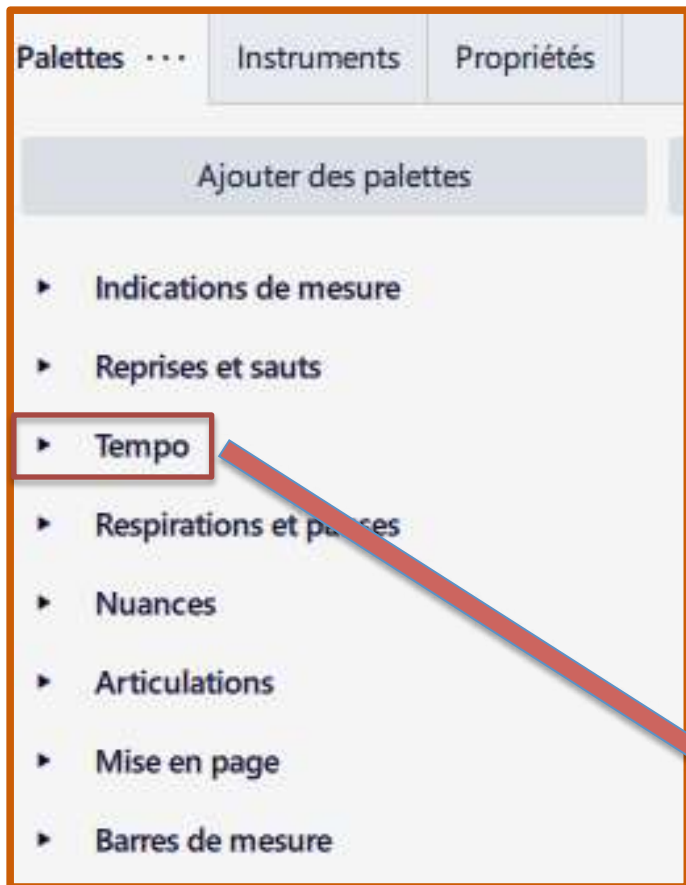 Palettes ··· Instruments Propriétés
Ajouter des palettes
Indications de mesure
Reprises et sauts
Tempo
Respirations et pauses
Nuances
Articulations
Mise en page
Barres de mesure